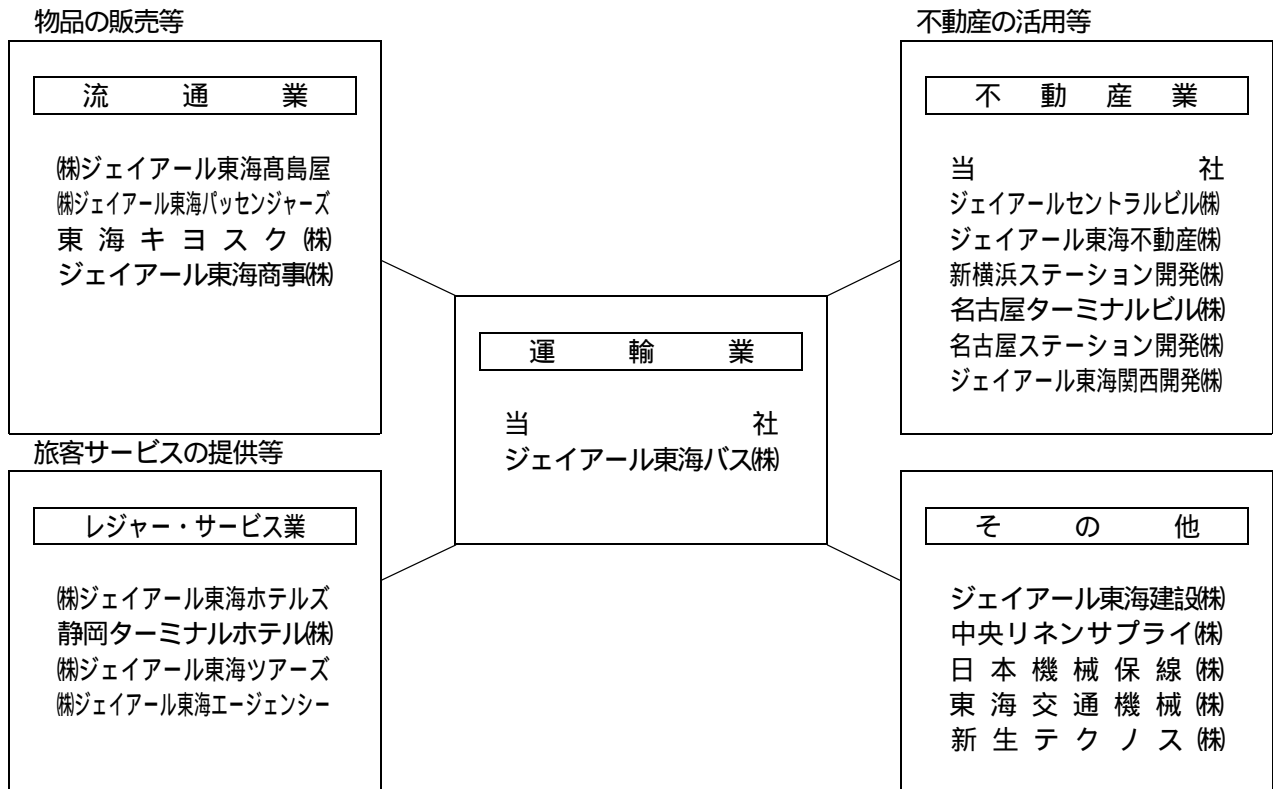 物品の販売等
流通業
㈱ジェイアール東海髙島屋
㈱ジェイアール東海パッセンジャーズ
東海キヨスク㈱
ジェイアール東海商事㈱
不動産の活用等
不動産業
当社
ジェイアールセントラルビル㈱
ジェイアール東海不動産㈱
新横浜ステーション開発㈱
名古屋ターミナルビル㈱
名古屋ステーション開発㈱
ジェイアール東海関西開発㈱
運輸業
当社
ジェイアール東海バス㈱
旅客サービスの提供等
レジャー・サービス業
㈱ジェイアール東海ホテルズ
静岡ターミナルホテル㈱
㈱ジェイアール東海ツアーズ
㈱ジェイアール東海エージェンシー
その他
ジェイアール東海建設㈱
中央リネンサプライ㈱
日本機械保線㈱
東海交通機械㈱
新生テクノス㈱